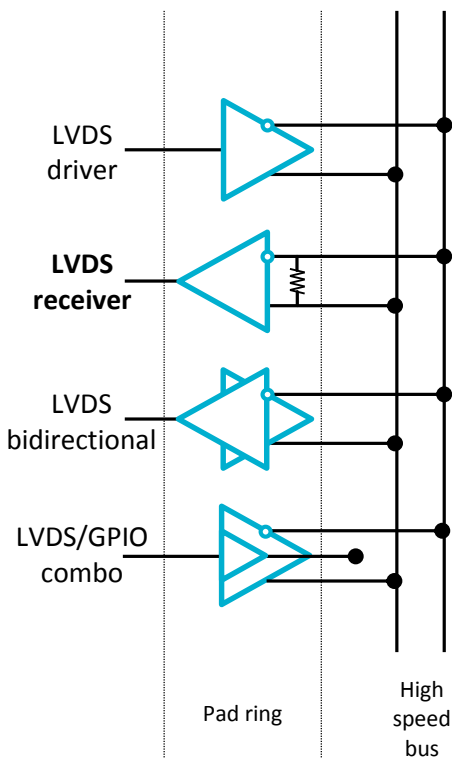 LVDS
driver
LVDS
receiver
LVDS
bidirectional
LVDS/GPIO
combo
Pad ring
High
speed
bus